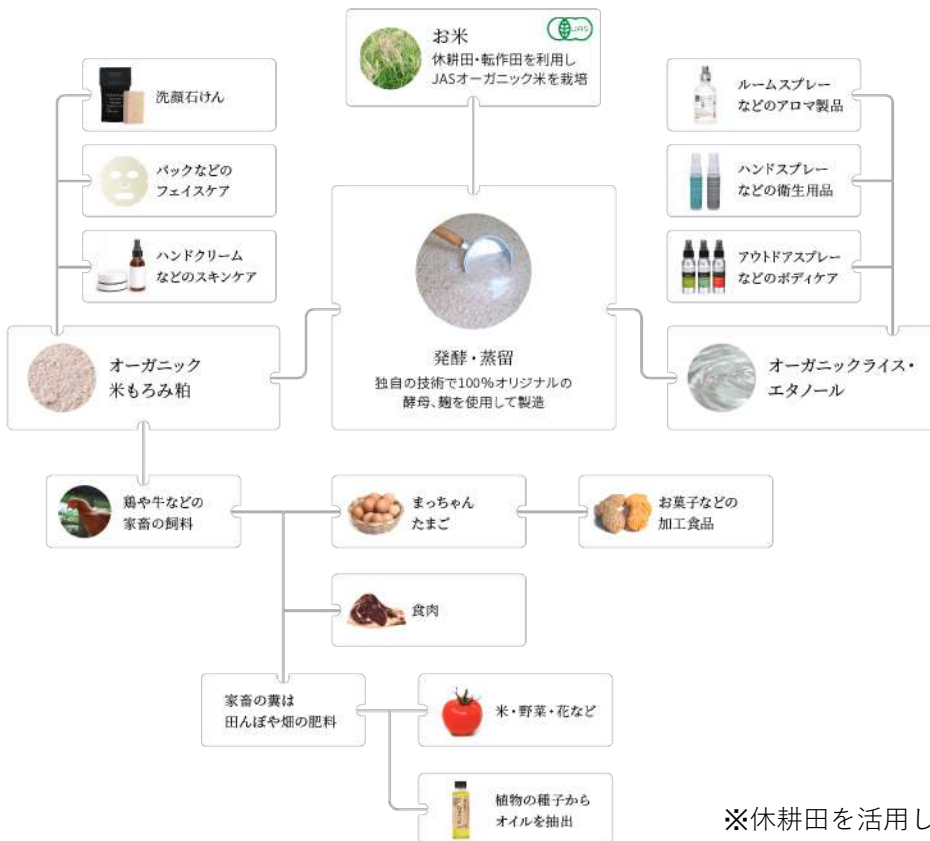 お米
JAS
休耕田・転作田を利用し
JASオーガニック米を栽培
洗顔石けん
パックなどの
フェイスケア
ハンドクリーム
などのスキンケア
ルームスプレー
などのアロマ製品
ハンドスプレー
などの衛生用品
アウトドアスプレー
などのボディケア
発酵・蒸留
独自の技術で100%オリジナルの
酵母、麹を使用して製造
オーガニック
米もろみ粕
オーガニックライス・
エタノール
鶏や牛などの
家畜の飼料
まっちゃん
たまご
お菓子などの
加工食品
食肉
家畜の糞は
田んぼや畑の肥料
米・野菜・花など
植物の種子から
オイルを抽出
※休耕田を活用し